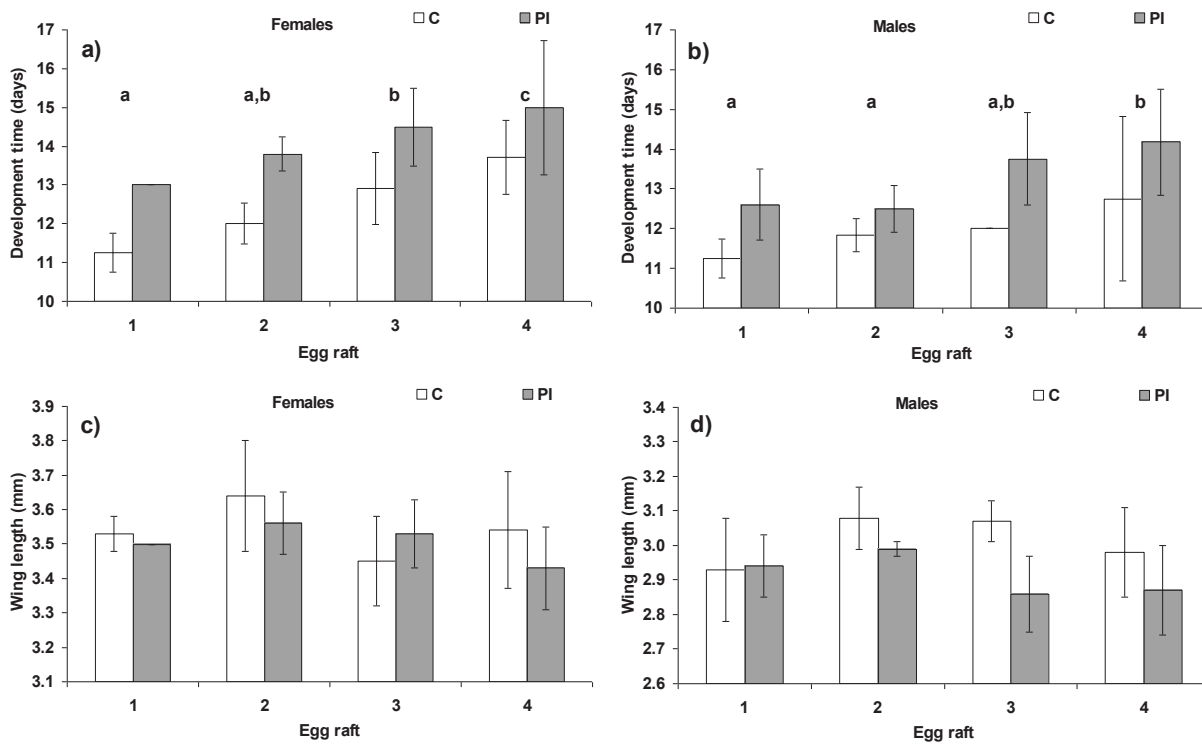 Females
C
PI
a)
17
16
15
14
13
12
11
10
Development time (days)
a
a,b
b
c
1
2
3
4
Egg raft
Males
C
PI
b)
17
16
15
14
13
12
11
10
Development time (days)
a
a
a,b
b
1
2
3
4
Egg raft
Females
C
PI
c)
3.9
3.8
3.7
3.6
3.5
3.4
3.3
3.2
3.1
Wing length (mm)
1
2
3
4
Egg raft
Males
C
PI
d)
3.4
3.3
3.2
3.1
3.0
2.9
2.8
2.7
2.6
Wing length (mm)
1
2
3
4
Egg raft